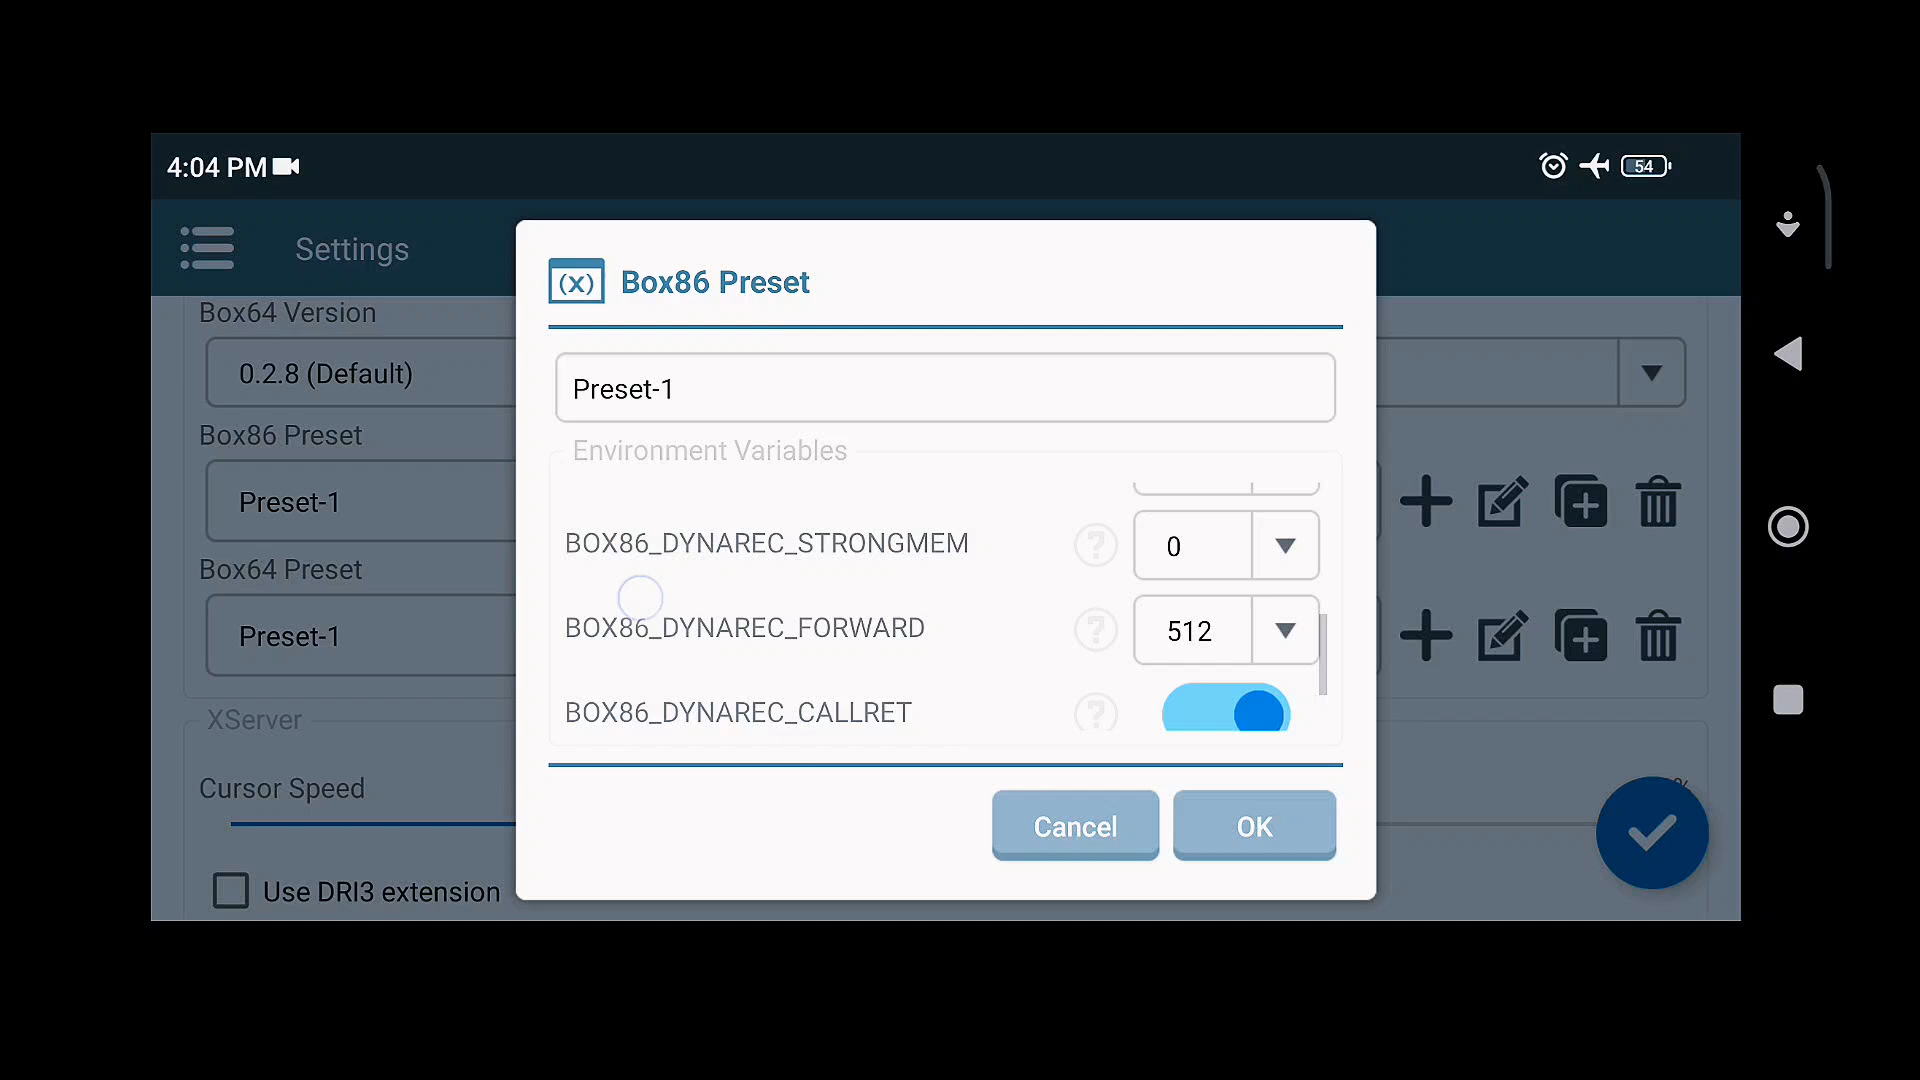 4:04 PM
54
Settings
Box64 Version
0.2.8 (Default)
Box86 Preset
Preset-1
Box64 Preset
Preset-1
XServer
Cursor Speed
%
Use DRI3 extension
(X) Box86 Preset
Preset-1
Environment Variables
BOX86_DYNAREC_STRONGMEM ? 0
BOX86_DYNAREC_FORWARD ? 512
BOX86_DYNAREC_CALLRET ?
Cancel OK